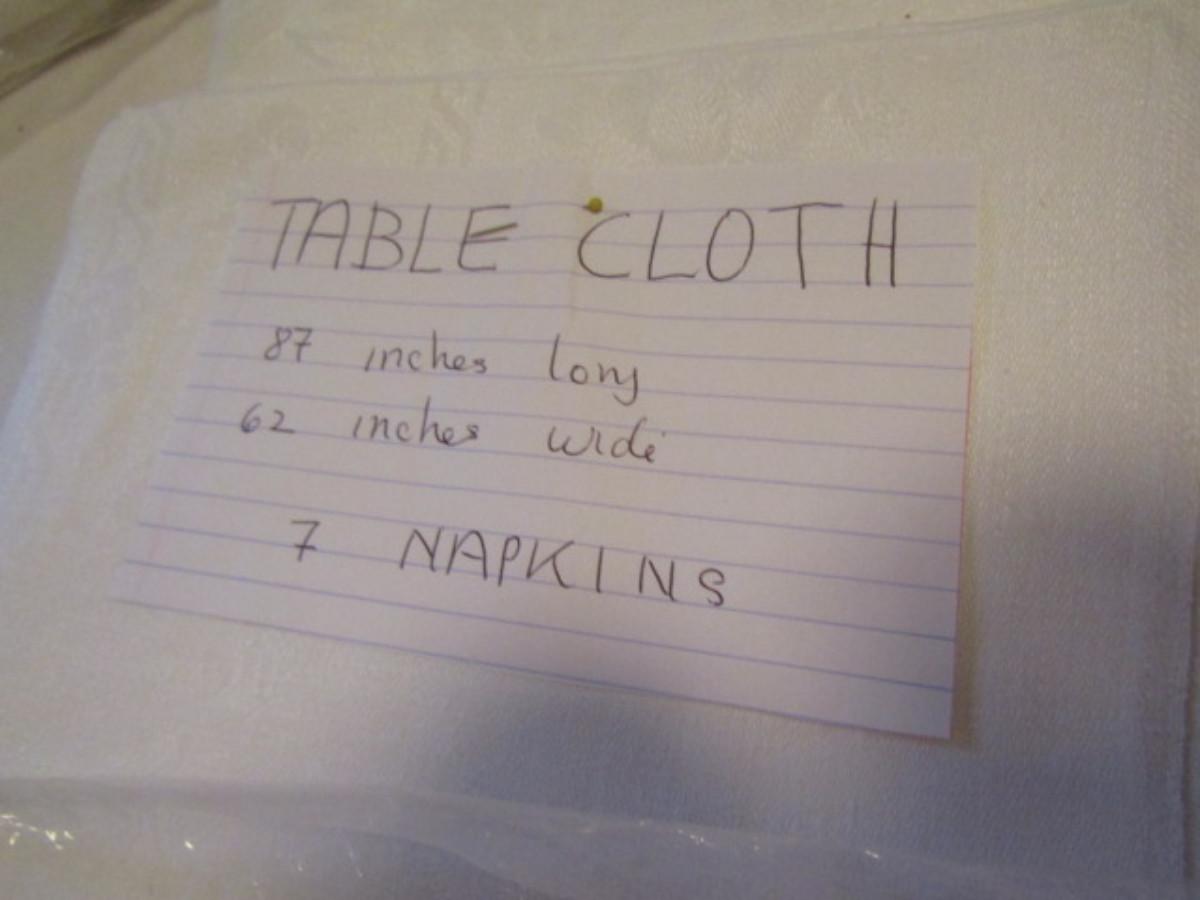 TABLE CLOTH
87 inches long
62 inches wide
7 NAPKINS